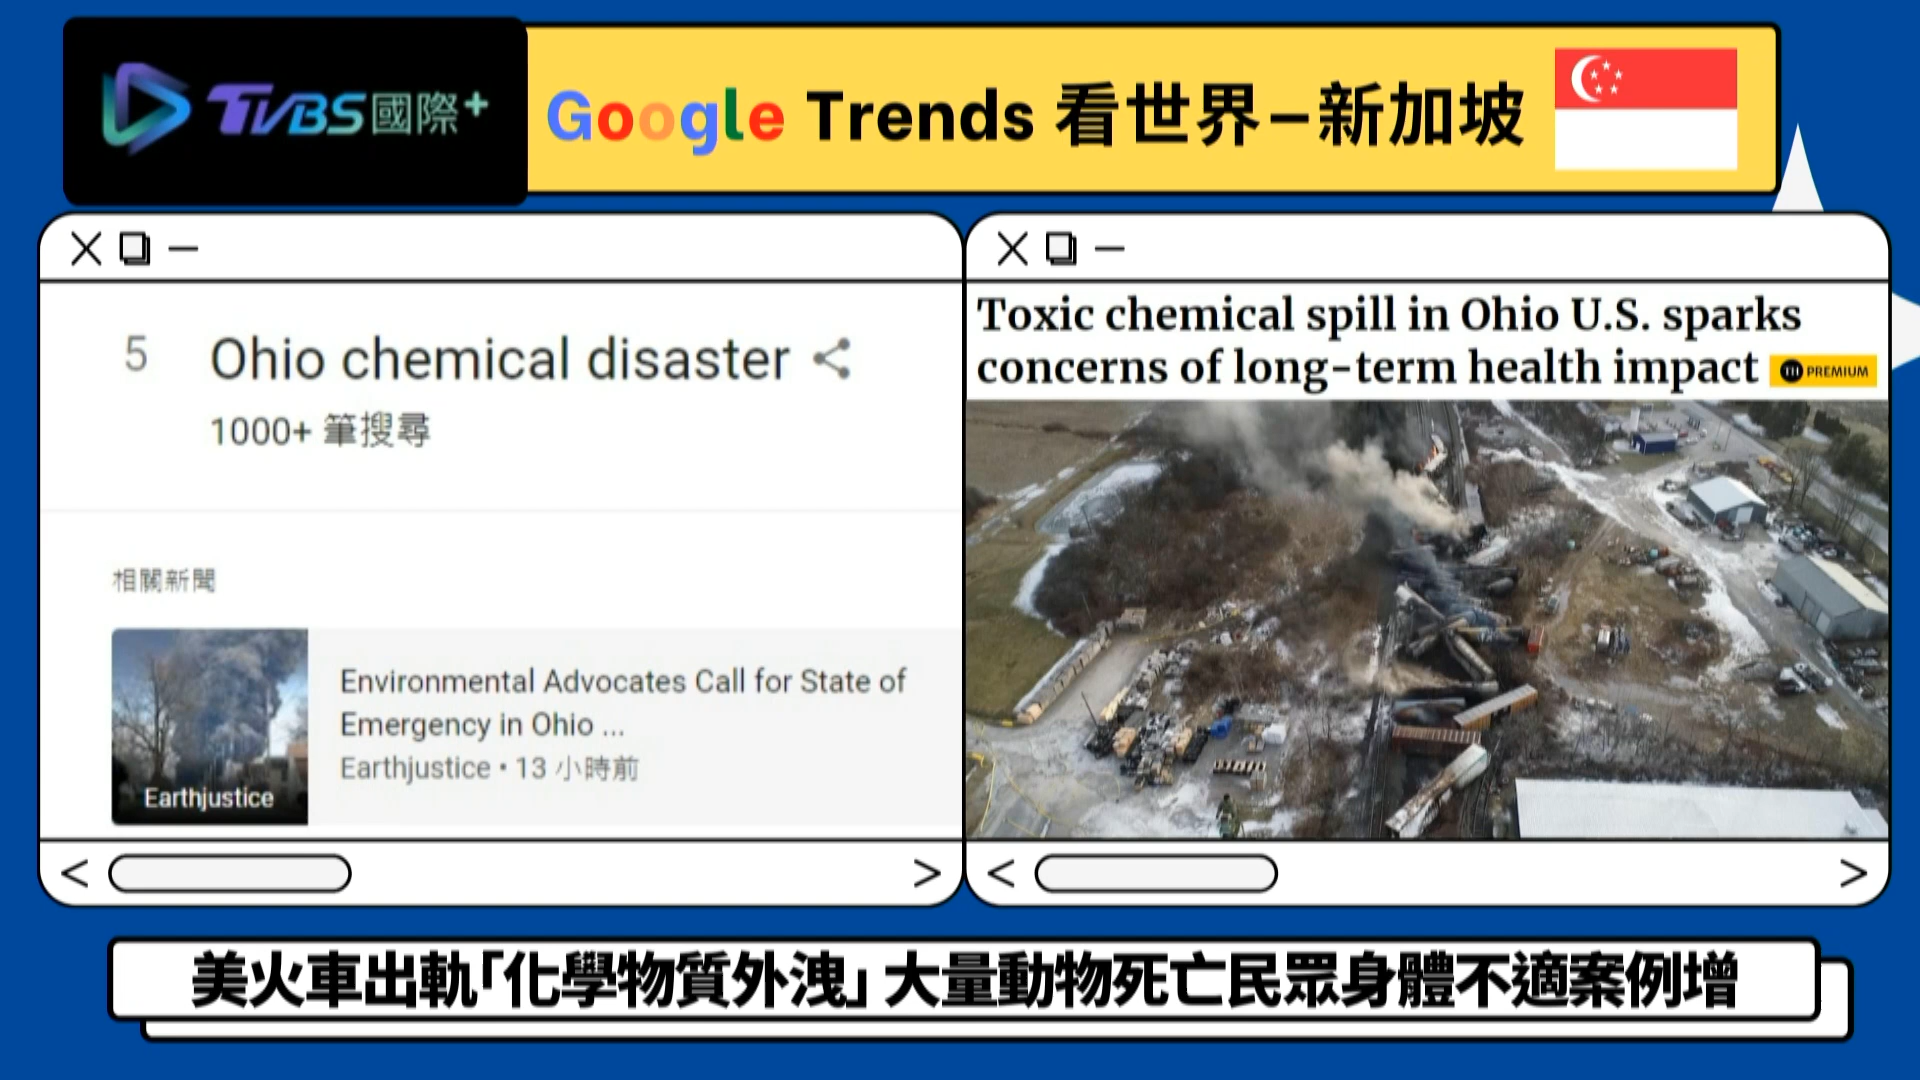 TVBS國際+
Google Trends 看世界-新加坡
5
Ohio chemical disaster
1000+ 筆搜尋
相關新聞
Environmental Advocates Call for State of
Emergency in Ohio ...
Earthjustice • 13 小時前
Earthjustice
Toxic chemical spill in Ohio U.S. sparks
concerns of long-term health impact PREMIUM
美火車出軌「化學物質外洩」大量動物死亡民眾身體不適案例增